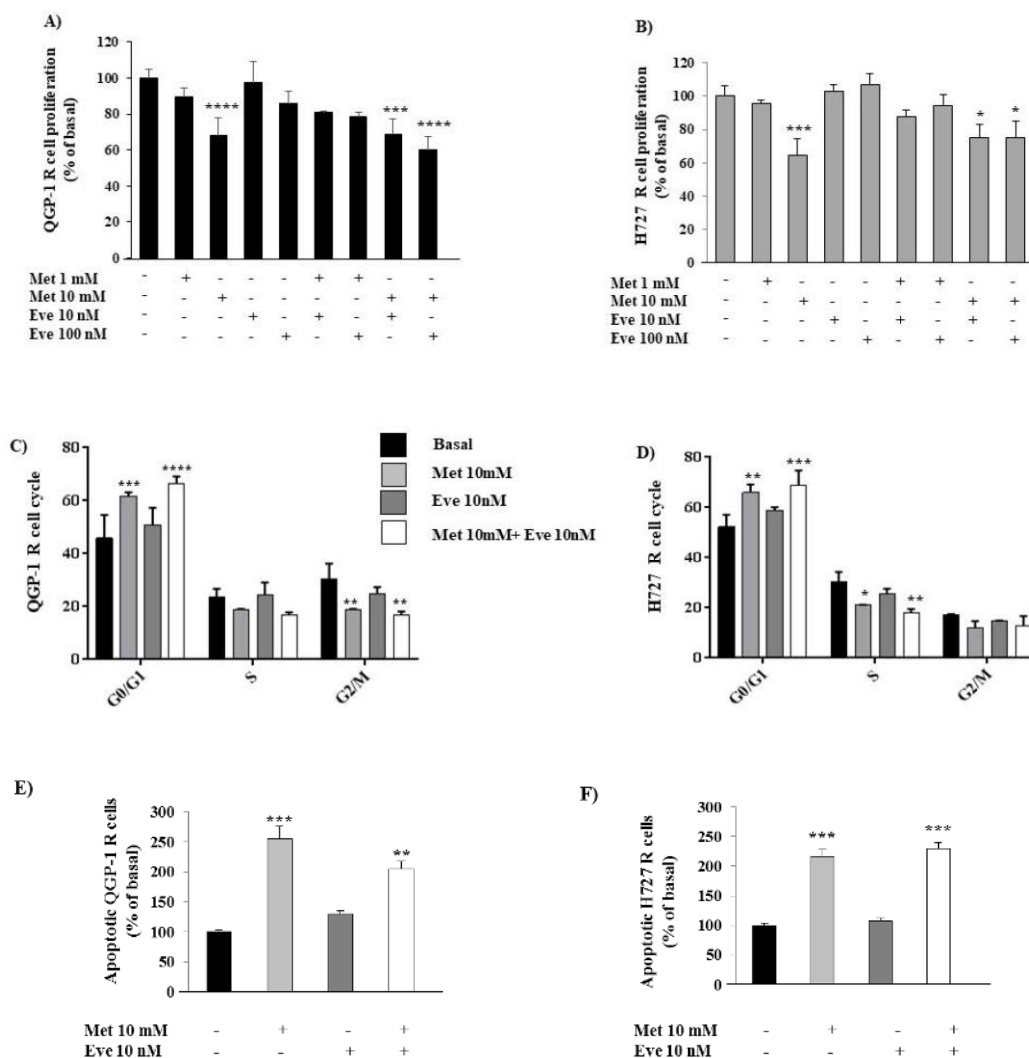 A)
QGP-1 R cell proliferation
(% of basal)
120
100
80
60
40
20
0
****
***
****
Met 1 mM - + - - - + + - -
Met 10 mM - - + - - - - + +
Eve 10 nM - - - + - + - + -
Eve 100 nM - - - - + - + - +
B)
H727 R cell proliferation
(% of basal)
120
100
80
60
40
20
0
***
*
*
Met 1 mM - + - - - + + - -
Met 10 mM - - + - - - - + +
Eve 10 nM - - - + - + - + -
Eve 100 nM - - - - + - + - +
C)
QGP-1 R cell cycle
80
60
40
20
0
***
****
**
**
G0/G1
S
G2/M
Basal
Met 10mM
Eve 10nM
Met 10mM+ Eve 10nM
D)
H727 R cell cycle
80
60
40
20
0
**
***
*
**
G0/G1
S
G2/M
E)
Apoptotic QGP-1 R cells
(% of basal)
300
250
200
150
100
50
0
***
**
Met 10 mM - + - +
Eve 10 nM - - + +
F)
Apoptotic H727 R cells
(% of basal)
300
250
200
150
100
50
0
***
***
Met 10 mM - + - +
Eve 10 nM - - + +